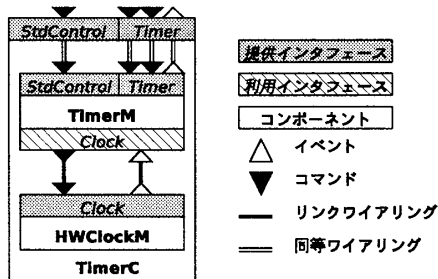 StdControl Timer
StdControl Timer
TimerM
Clock
Clock
HWClockM
TimerC
提供インタフェース
利用インタフェース
コンポーネント
イベント
コマンド
リンクワイアリング
同等ワイアリング